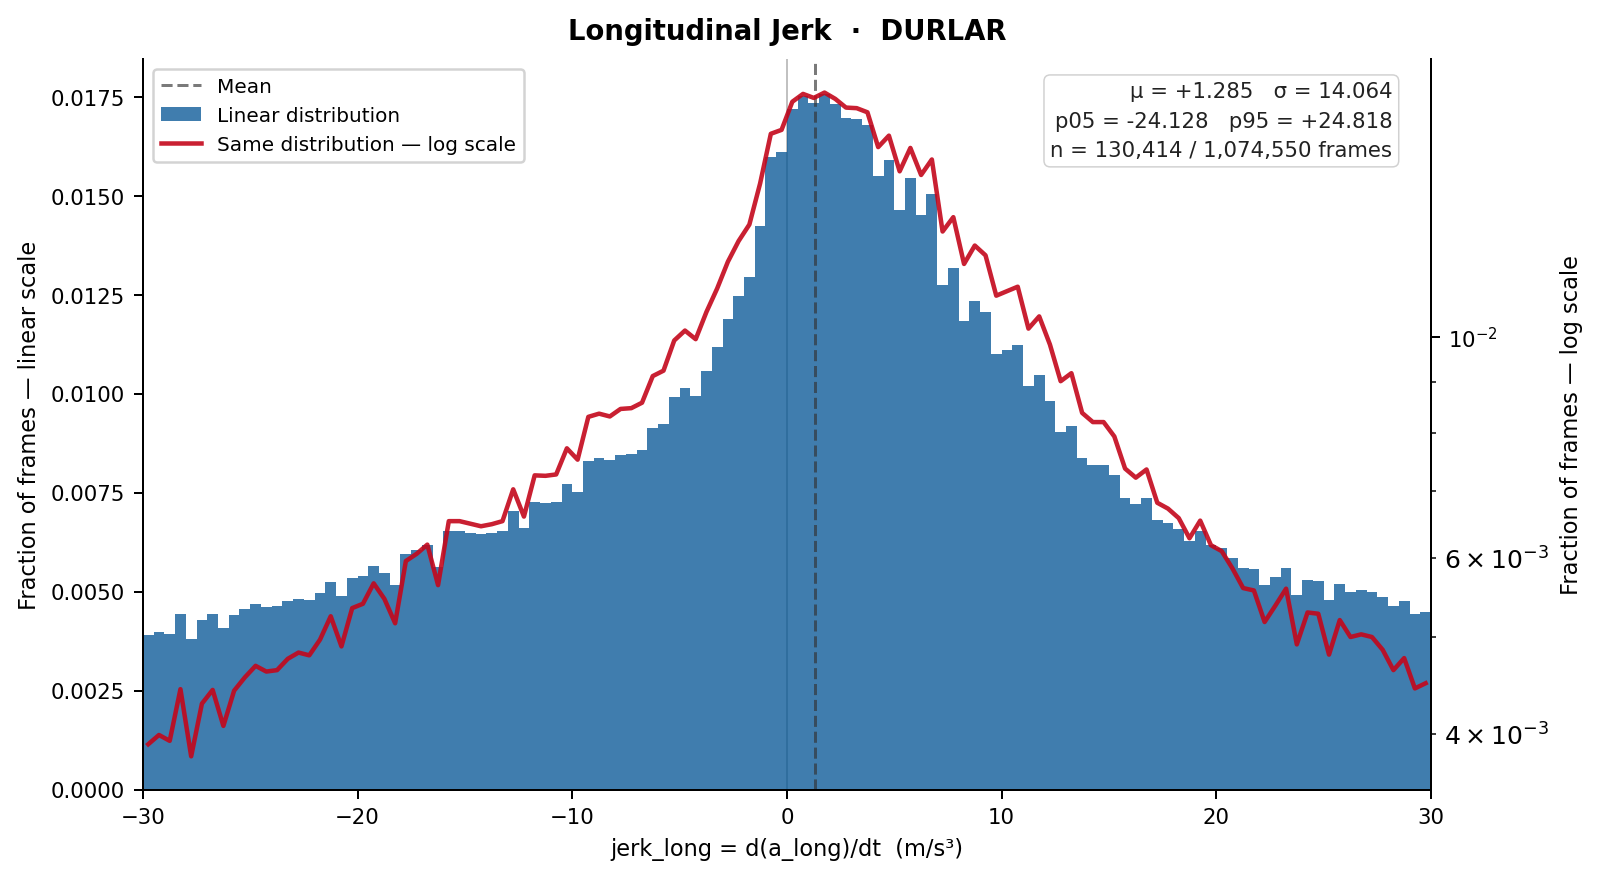 Longitudinal Jerk · DURLAR
Mean
Linear distribution
Same distribution — log scale
μ = +1.285 σ = 14.064
p05 = -24.128 p95 = +24.818
n = 130,414 / 1,074,550 frames
Fraction of frames — linear scale
0.0175
0.0150
0.0125
0.0100
0.0075
0.0050
0.0025
0.0000
−30
−20
−10
0
10
20
30
jerk_long = d(a_long)/dt (m/s³)
10⁻²
6 × 10⁻³
4 × 10⁻³
Fraction of frames — log scale